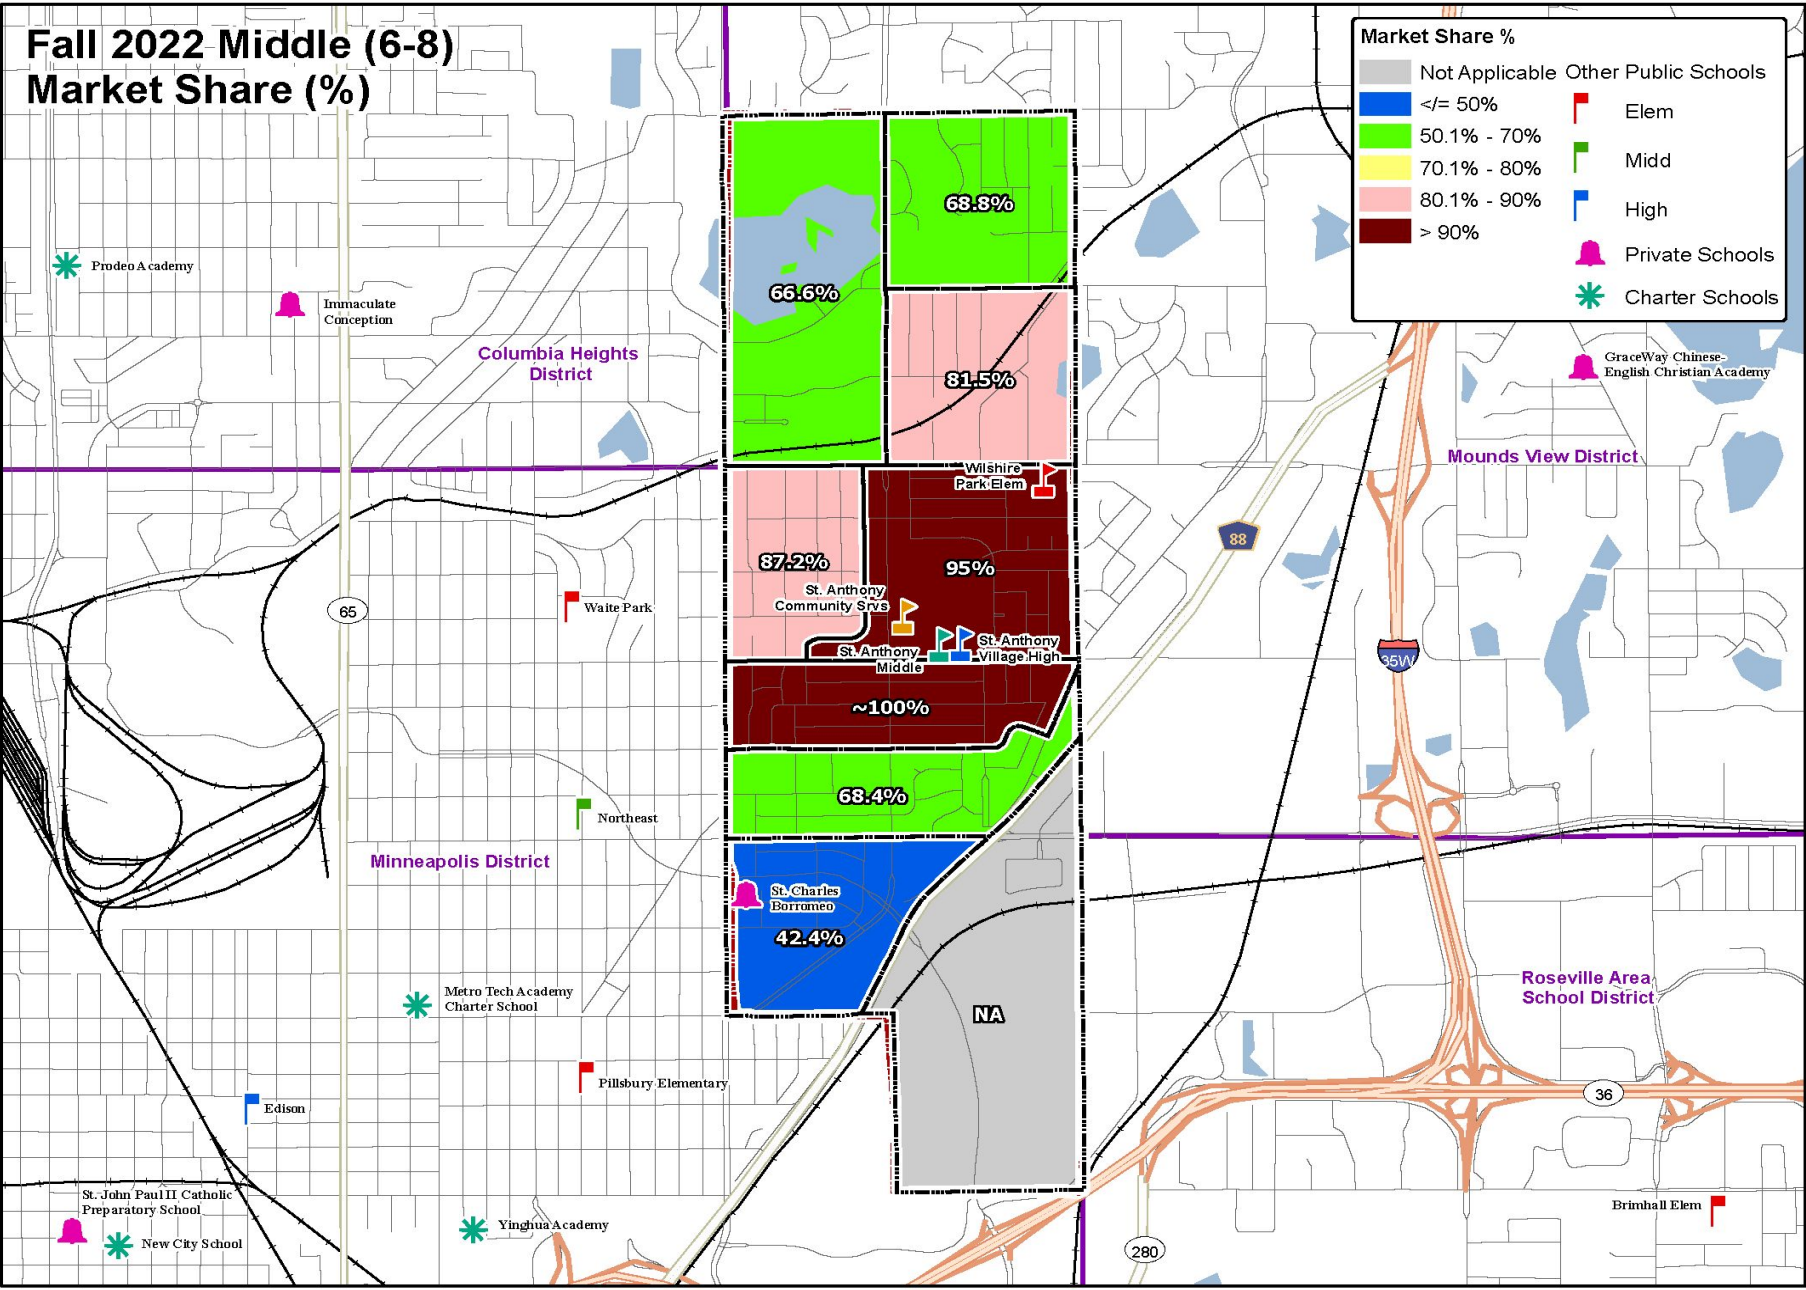 Fall 2022 Middle (6-8)
Market Share (%)
Market Share %
Not Applicable
</= 50%
50.1% - 70%
70.1% - 80%
80.1% - 90%
> 90%
Other Public Schools
Elem
Midd
High
Private Schools
Charter Schools
68.8%
66.6%
81.5%
Prodeo Academy
Immaculate
Conception
Columbia Heights
District
GraceWay Chinese-
English Christian Academy
Mounds View District
Wilshire
Park Elem
88
87.2%
95%
St. Anthony
Community Srvs
Waite Park
65
St. Anthony
Middle
St. Anthony
Village High
35W
~100%
68.4%
Northeast
Minneapolis District
St. Charles
Borromeo
42.4%
Metro Tech Academy
Charter School
Roseville Area
School District
NA
Pillsbury Elementary
Edison
36
St. John Paul II Catholic
Preparatory School
New City School
Yinghua Academy
Brimhall Elem
280